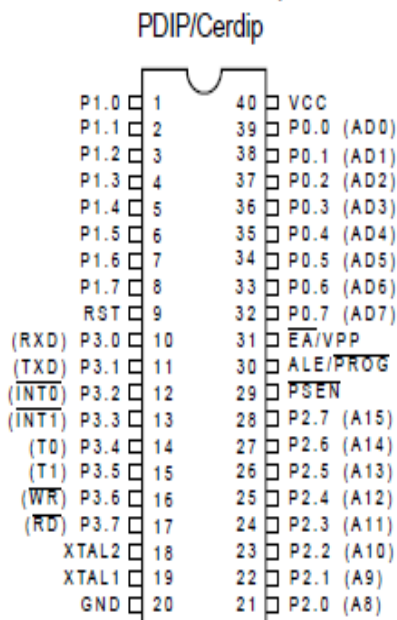 PDIP/Cerdip
P1.0 1 40 VCC
P1.1 2 39 P0.0 (AD0)
P1.2 3 38 P0.1 (AD1)
P1.3 4 37 P0.2 (AD2)
P1.4 5 36 P0.3 (AD3)
P1.5 6 35 P0.4 (AD4)
P1.6 7 34 P0.5 (AD5)
P1.7 8 33 P0.6 (AD6)
RST 9 32 P0.7 (AD7)
(RXD) P3.0 10 31 E̅A̅/VPP
(TXD) P3.1 11 30 ALE/P̅R̅O̅G̅
(I̅N̅T̅0̅) P3.2 12 29 P̅S̅E̅N̅
(I̅N̅T̅1̅) P3.3 13 28 P2.7 (A15)
(T0) P3.4 14 27 P2.6 (A14)
(T1) P3.5 15 26 P2.5 (A13)
(W̅R̅) P3.6 16 25 P2.4 (A12)
(R̅D̅) P3.7 17 24 P2.3 (A11)
XTAL2 18 23 P2.2 (A10)
XTAL1 19 22 P2.1 (A9)
GND 20 21 P2.0 (A8)